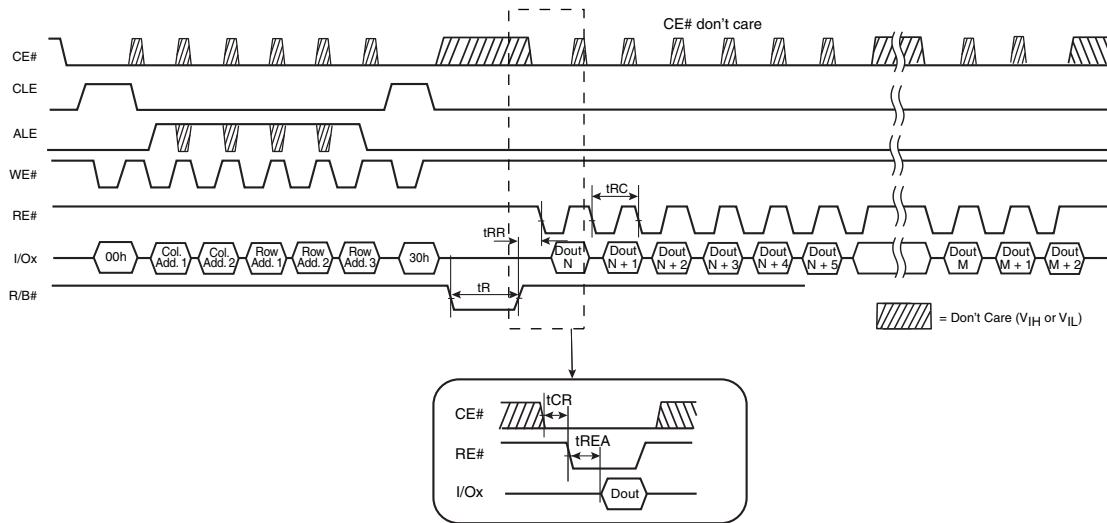 CE# don't care
CE#
CLE
ALE
WE#
tRC
RE#
tRR
I/Ox
00h
Col. Add. 1
Col. Add. 2
Row Add. 1
Row Add. 2
Row Add. 3
30h
Dout N
Dout N + 1
Dout N + 2
Dout N + 3
Dout N + 4
Dout N + 5
Dout M
Dout M + 1
Dout M + 2
tR
R/B#
= Don't Care (VIH or VIL)
tCR
CE#
tREA
RE#
I/Ox
Dout